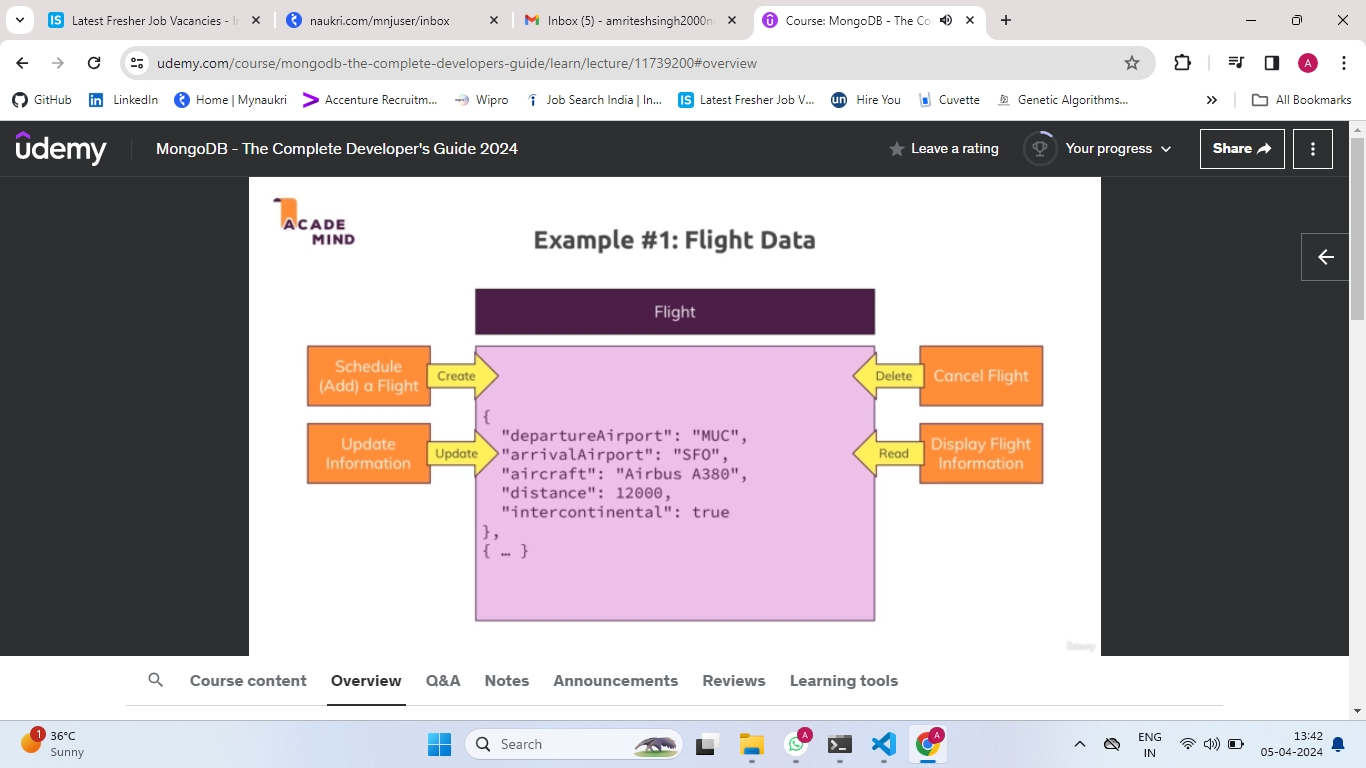 Latest Fresher Job Vacancies - I
naukri.com/mnjuser/inbox
Inbox (5) - amriteshsingh2000n
Course: MongoDB - The Co
udemy.com/course/mongodb-the-complete-developers-guide/learn/lecture/11739200#overview
A
GitHub
LinkedIn
Home | Mynaukri
Accenture Recruitm...
Wipro
Job Search India | In...
IS
Latest Fresher Job V...
un
Hire You
Cuvette
Genetic Algorithms...
All Bookmarks
udemy
MongoDB - The Complete Developer's Guide 2024
Leave a rating
Your progress
Share
ACADE
MIND
Example #1: Flight Data
Flight
Schedule
(Add) a Flight
Create
Delete
Cancel Flight
Update
Information
Update
Read
Display Flight
Information
{
"departureAirport": "MUC",
"arrivalAirport": "SFO",
"aircraft": "Airbus A380",
"distance": 12000,
"intercontinental": true
},
{ … }
Udemy
Course content
Overview
Q&A
Notes
Announcements
Reviews
Learning tools
1
36°C
Sunny
Search
A
A
ENG
IN
13:42
05-04-2024